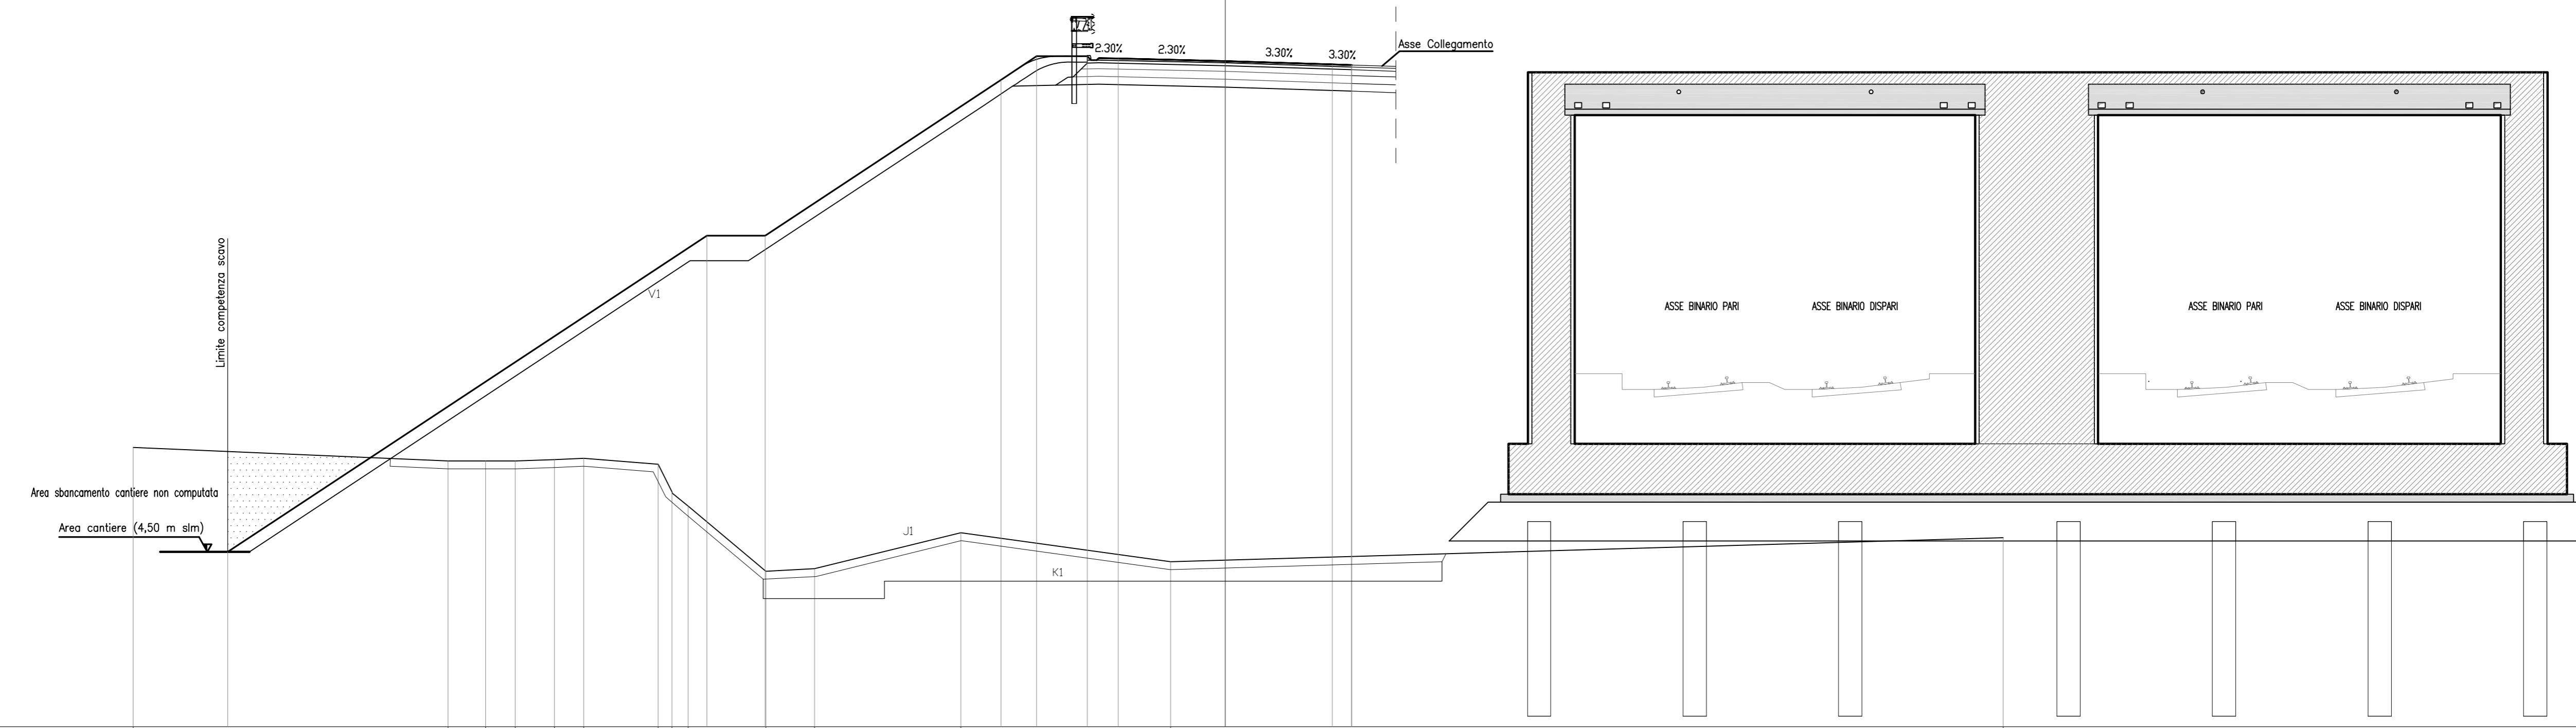 2.30%
2.30%
3.30%
3.30%
Asse Collegamento
Limite competenza scavo
V1
ASSE BINARIO PARI
ASSE BINARIO DISPARI
ASSE BINARIO PARI
ASSE BINARIO DISPARI
Area sbancamento cantiere non computata
Area cantiere (4,50 m slm)
J1
K1